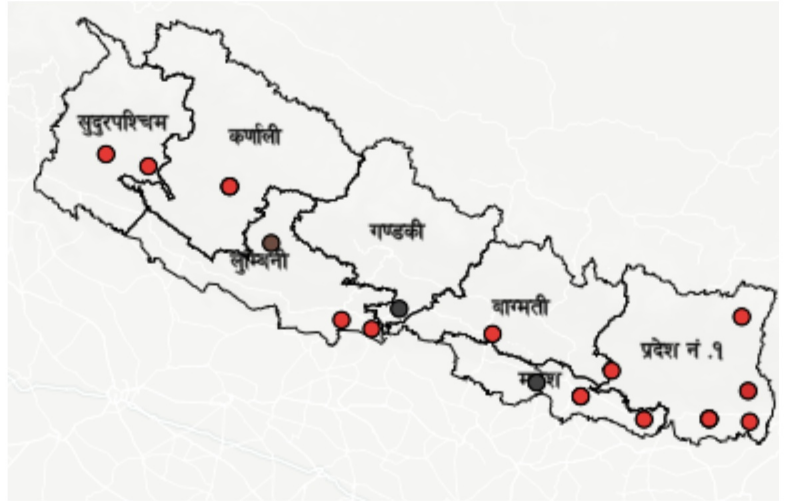 सुदुरपश्चिम
कर्णाली
गण्डकी
लुम्बिनी
बाग्मती
प्रदेश नं .१